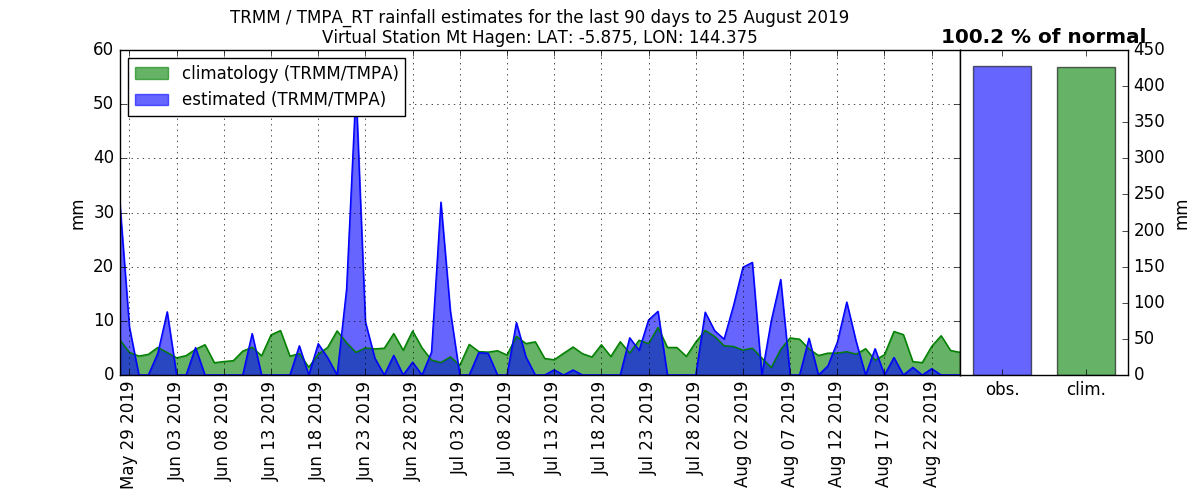 TRMM / TMPA_RT rainfall estimates for the last 90 days to 25 August 2019
Virtual Station Mt Hagen: LAT: -5.875, LON: 144.375
100.2 % of normal
climatology (TRMM/TMPA)
estimated (TRMM/TMPA)
60
50
40
30
20
10
0
mm
May 29 2019
Jun 03 2019
Jun 08 2019
Jun 13 2019
Jun 18 2019
Jun 23 2019
Jun 28 2019
Jul 03 2019
Jul 08 2019
Jul 13 2019
Jul 18 2019
Jul 23 2019
Jul 28 2019
Aug 02 2019
Aug 07 2019
Aug 12 2019
Aug 17 2019
Aug 22 2019
obs.
clim.
450
400
350
300
250
200
150
100
50
0
mm